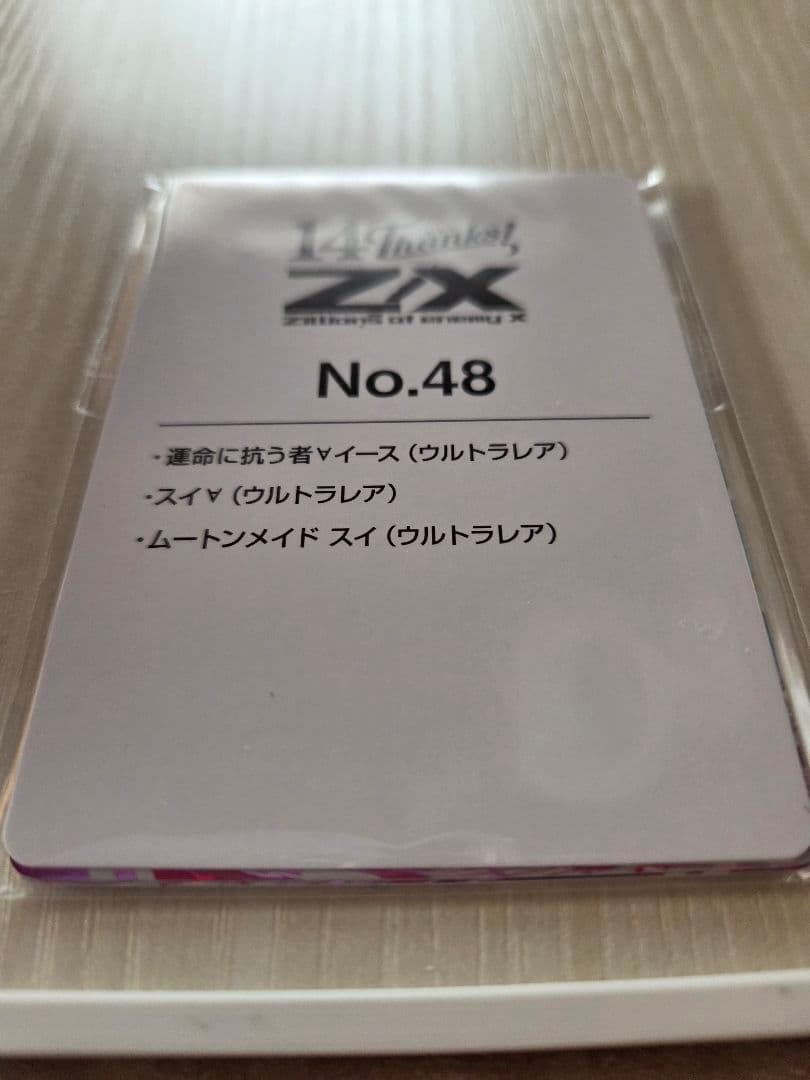 14 Thanks!
Z/X
Zillions of enemy X
No.48
・運命に抗う者∀イース（ウルトラレア）
・スイ∀（ウルトラレア）
・ムートンメイド スイ（ウルトラレア）